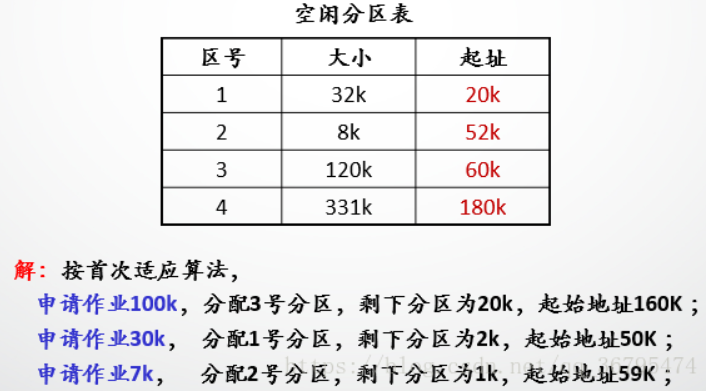 空闲分区表
区号 大小 起址
1 32k 20k
2 8k 52k
3 120k 60k
4 331k 180k
解：按首次适应算法，
申请作业100k，分配3号分区，剩下分区为20k，起始地址160K；
申请作业30k， 分配1号分区，剩下分区为2k，起始地址50K；
申请作业7k， 分配2号分区，剩下分区为1k，起始地址59K；